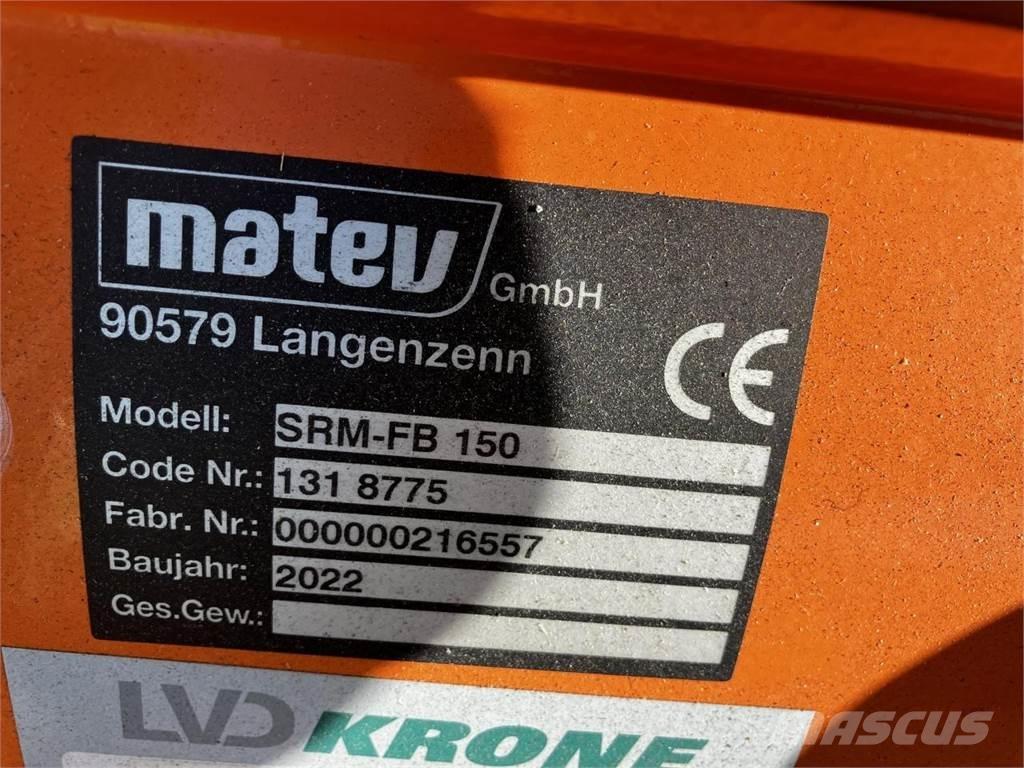 matev GmbH
90579 Langenzenn
CE
Modell: SRM-FB 150
Code Nr.: 131 8775
Fabr. Nr.: 000000216557
Baujahr: 2022
Ges.Gew.:
LVD KRONE
MASCUS